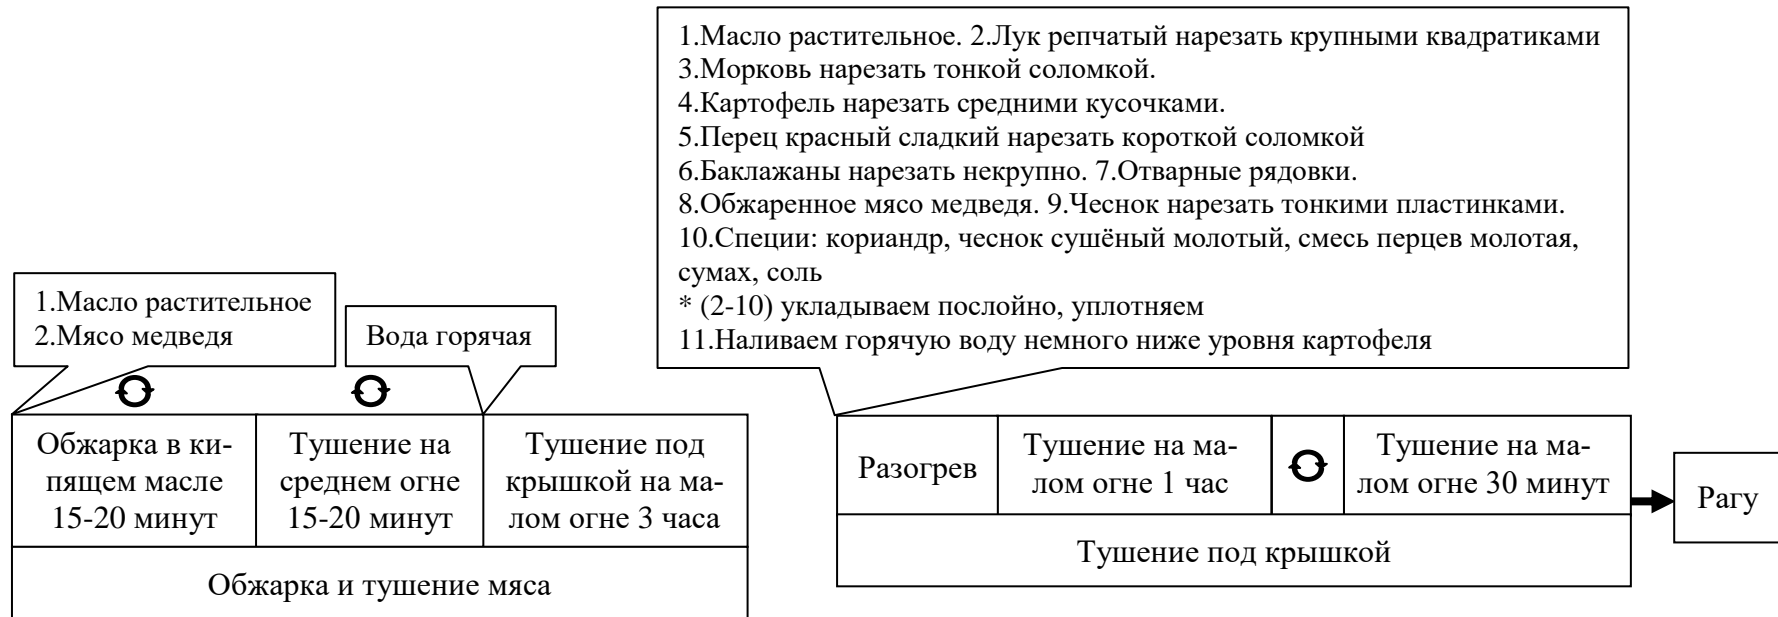 1.Масло растительное. 2.Лук репчатый нарезать крупными квадратиками
3.Морковь нарезать тонкой соломкой.
4.Картофель нарезать средними кусочками.
5.Перец красный сладкий нарезать короткой соломкой
6.Баклажаны нарезать некрупно. 7.Отварные рядовки.
8.Обжаренное мясо медведя. 9.Чеснок нарезать тонкими пластинками.
10.Специи: кориандр, чеснок сушёный молотый, смесь перцев молотая,
сумах, соль
* (2-10) укладываем послойно, уплотняем
11.Наливаем горячую воду немного ниже уровня картофеля
1.Масло растительное
2.Мясо медведя
Вода горячая
Обжарка в ки-
пящем масле
15-20 минут
Тушение на
среднем огне
15-20 минут
Тушение под
крышкой на ма-
лом огне 3 часа
Обжарка и тушение мяса
Разогрев
Тушение на ма-
лом огне 1 час
Тушение на ма-
лом огне 30 минут
Тушение под крышкой
Рагу